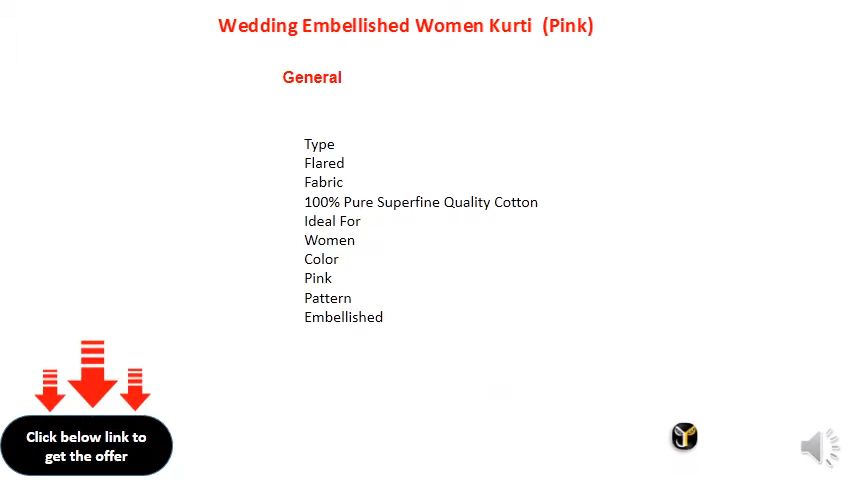 Wedding Embellished Women Kurti  (Pink)
General
Type
Flared
Fabric
100% Pure Superfine Quality Cotton
Ideal For
Women
Color
Pink
Pattern
Embellished
Click below link to
get the offer